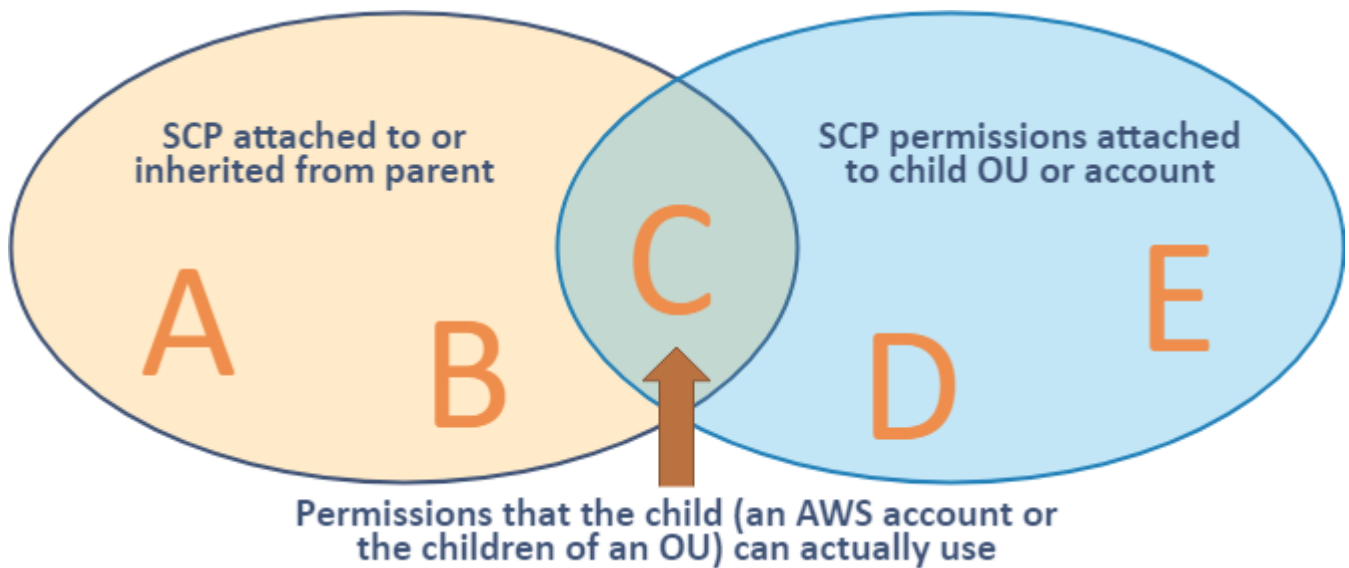 SCP attached to or
inherited from parent
SCP permissions attached
to child OU or account
A
B
C
D
E
Permissions that the child (an AWS account or
the children of an OU) can actually use